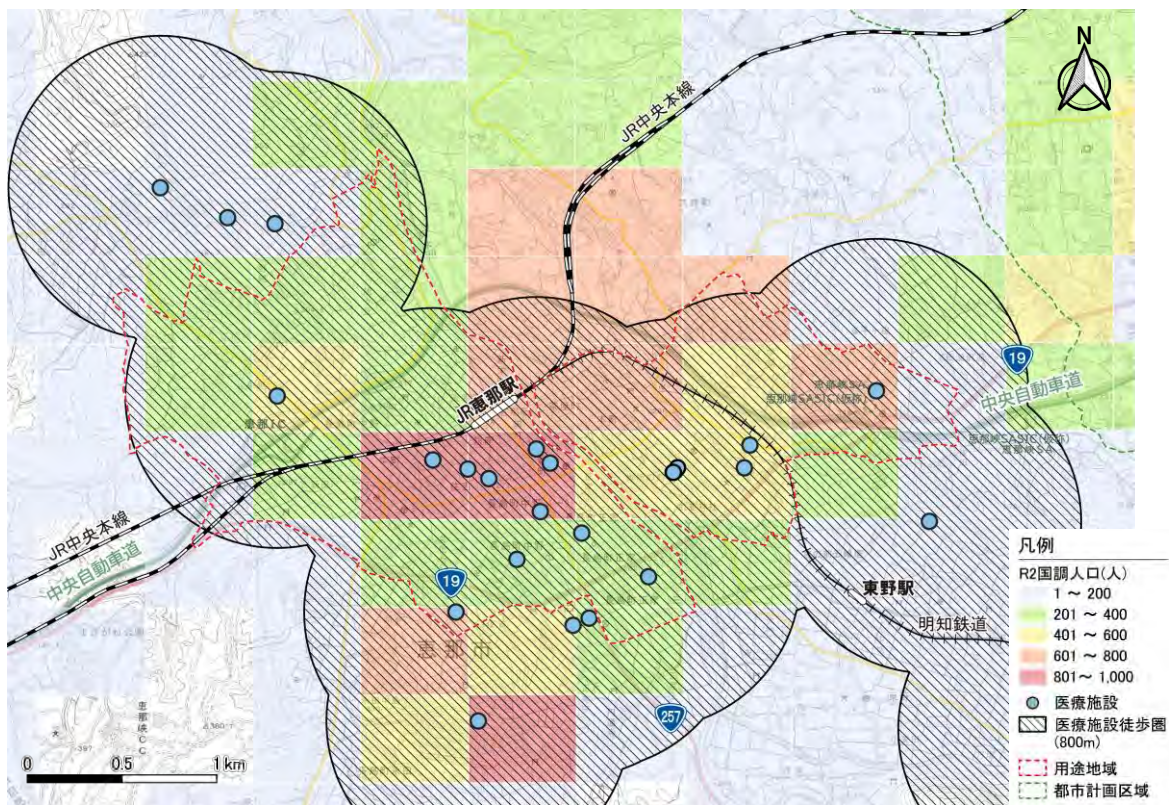 N
JR中央本線
JR恵那駅
恵那IC
恵那峡SA
恵那峡SASIC(仮称)
19
中央自動車道
恵那峡SASIC(仮称)
恵那峡SA
JR中央本線
中央自動車道
19
東野駅
明知鉄道
恵那市
257
恵那峡CC
0 0.5 1 km
凡例
R2国調人口(人)
1 ~ 200
201 ~ 400
401 ~ 600
601 ~ 800
801~ 1,000
医療施設
医療施設徒歩圏
(800m)
用途地域
都市計画区域